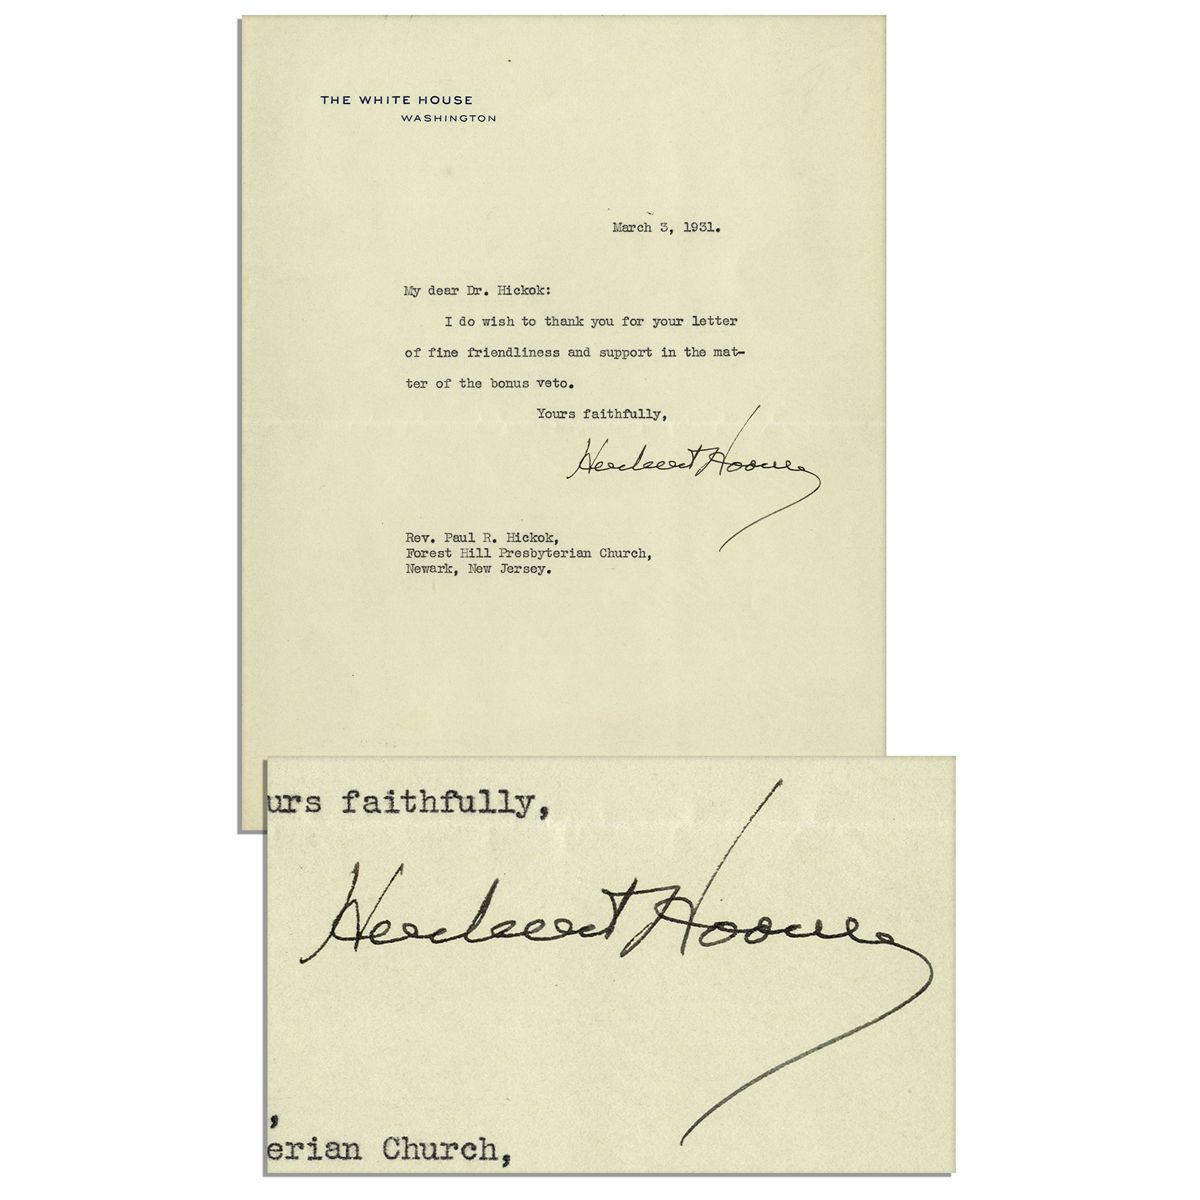 THE WHITE HOUSE
WASHINGTON
March 3, 1931.
My dear Dr. Hickok:
I do wish to thank you for your letter
of fine friendliness and support in the mat-
ter of the bonus veto.
Yours faithfully,
Herbert Hoover
Rev. Paul R. Hickok,
Forest Hill Presbyterian Church,
Newark, New Jersey.
urs faithfully,
Herbert Hoover
,
erian Church,